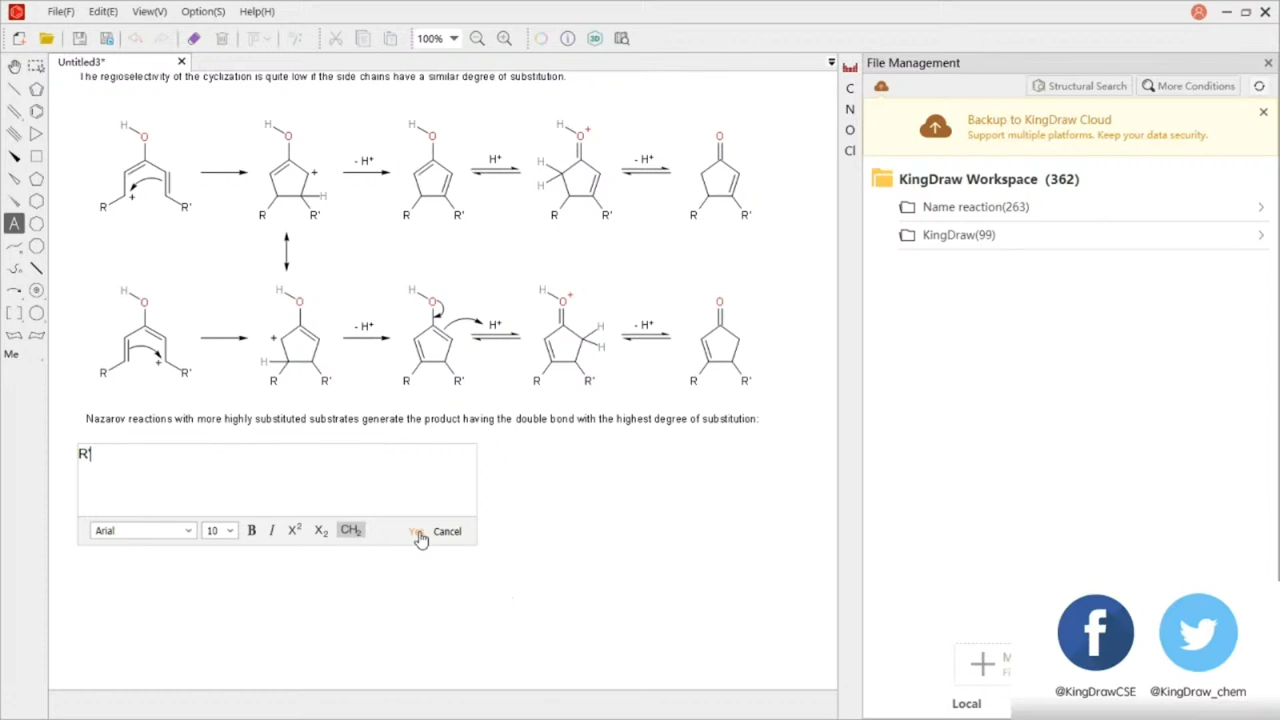 File(F) Edit(E) View(V) Option(S) Help(H)
100%
Untitled3*
The regioselectivity of the cyclization is quite low if the side chains have a similar degree of substitution.
H O H O H O H O+ O
+ - H+ H+ H H - H+
R + R' R R' H R R' R R' R R'
H O H O H O H O+ O
+ - H+ H+ H H - H+
R + R' H R R' R R' R R' R R'
Nazarov reactions with more highly substituted substrates generate the product having the double bond with the highest degree of substitution:
R'
Arial 10 B I X2 X2 CH2 Yes Cancel
A
Me
C
N
O
Cl
File Management
Structural Search More Conditions
Backup to KingDraw Cloud
Support multiple platforms. Keep your data security.
KingDraw Workspace (362)
Name reaction(263)
KingDraw(99)
Local
@KingDrawCSE @KingDraw_chem